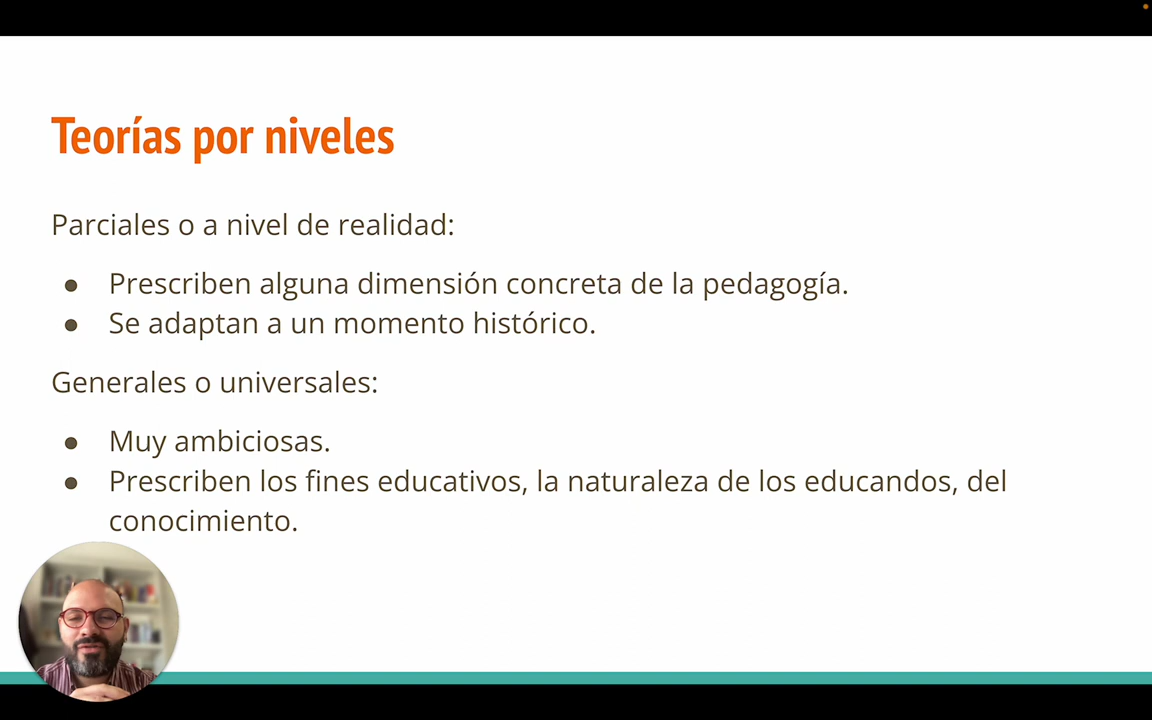 Teorías por niveles
Parciales o a nivel de realidad:
● Prescriben alguna dimensión concreta de la pedagogía.
● Se adaptan a un momento histórico.
Generales o universales:
● Muy ambiciosas.
● Prescriben los fines educativos, la naturaleza de los educandos, del
conocimiento.